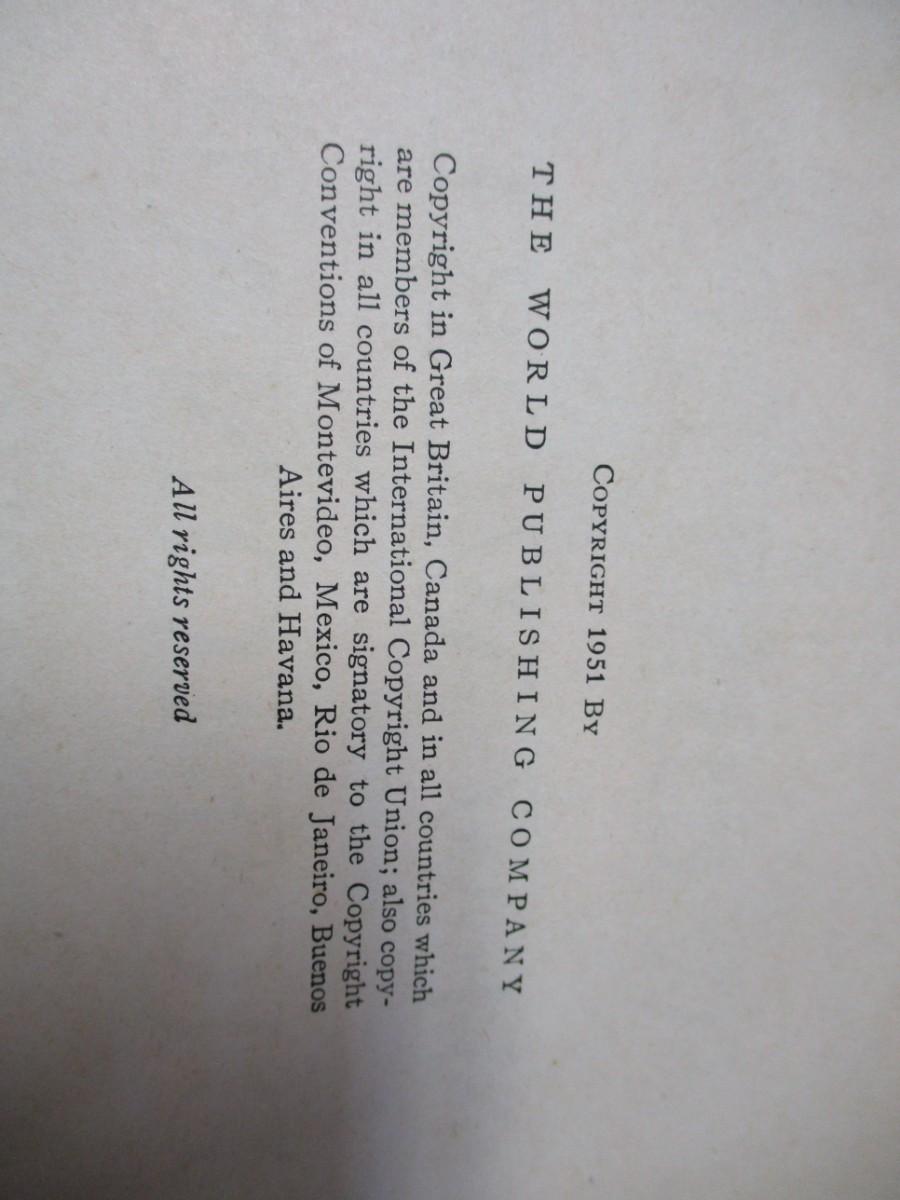 COPYRIGHT 1951 BY
THE WORLD PUBLISHING COMPANY
Copyright in Great Britain, Canada and in all countries which
are members of the International Copyright Union; also copy-
right in all countries which are signatory to the Copyright
Conventions of Montevideo, Mexico, Rio de Janeiro, Buenos
Aires and Havana.
All rights reserved